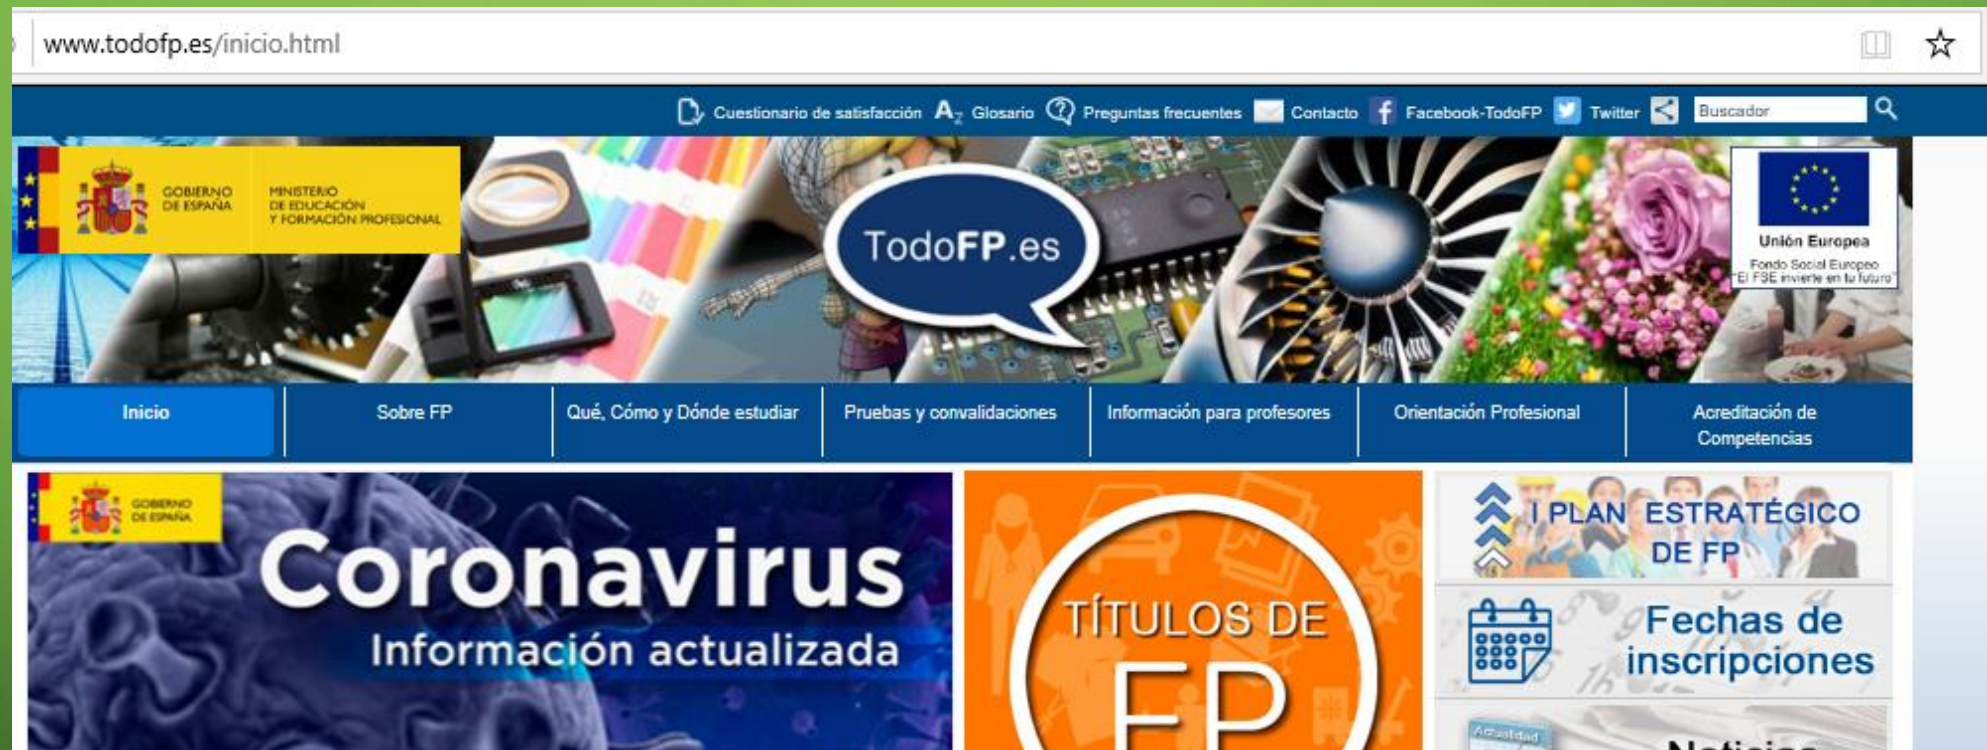 www.todofp.es/inicio.html
Cuestionario de satisfacción AZ Glosario Preguntas frecuentes Contacto Facebook-TodoFP Twitter Buscador
GOBIERNO
DE ESPAÑA
MINISTERIO
DE EDUCACIÓN
Y FORMACIÓN PROFESIONAL
TodoFP.es
Unión Europea
Fondo Social Europeo
"El FSE invierte en tu futuro"
Inicio
Sobre FP
Qué, Cómo y Dónde estudiar
Pruebas y convalidaciones
Información para profesores
Orientación Profesional
Acreditación de
Competencias
GOBIERNO
DE ESPAÑA
Coronavirus
Información actualizada
TÍTULOS DE
FP
I PLAN ESTRATÉGICO
DE FP
Fechas de
inscripciones
Actualidad
Noticias